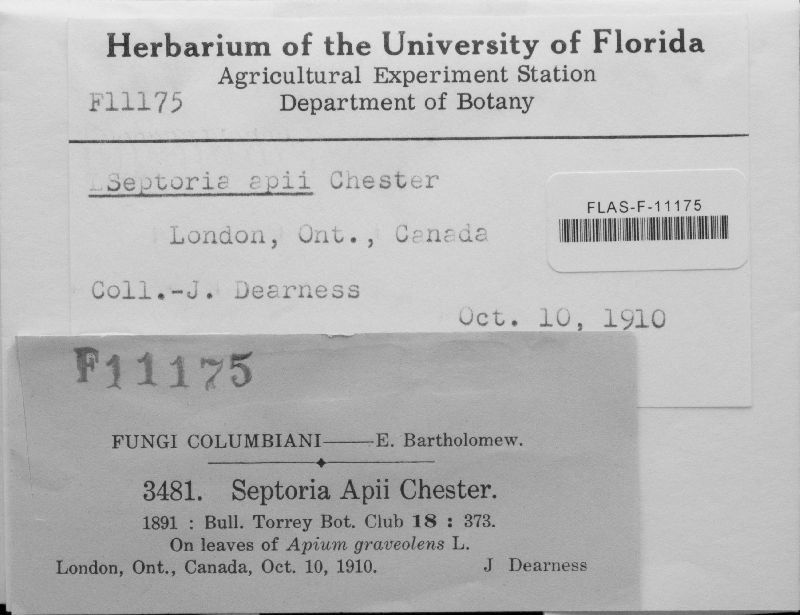 Herbarium of the University of Florida
Agricultural Experiment Station
F11175 Department of Botany
Septoria apii Chester
FLAS-F-11175
London, Ont., Canada
Coll.-J. Dearness
Oct. 10, 1910
F11175
FUNGI COLUMBIANI——E. Bartholomew.
3481. Septoria Apii Chester.
1891 : Bull. Torrey Bot. Club 18 : 373.
On leaves of Apium graveolens L.
London, Ont., Canada, Oct. 10, 1910. J Dearness